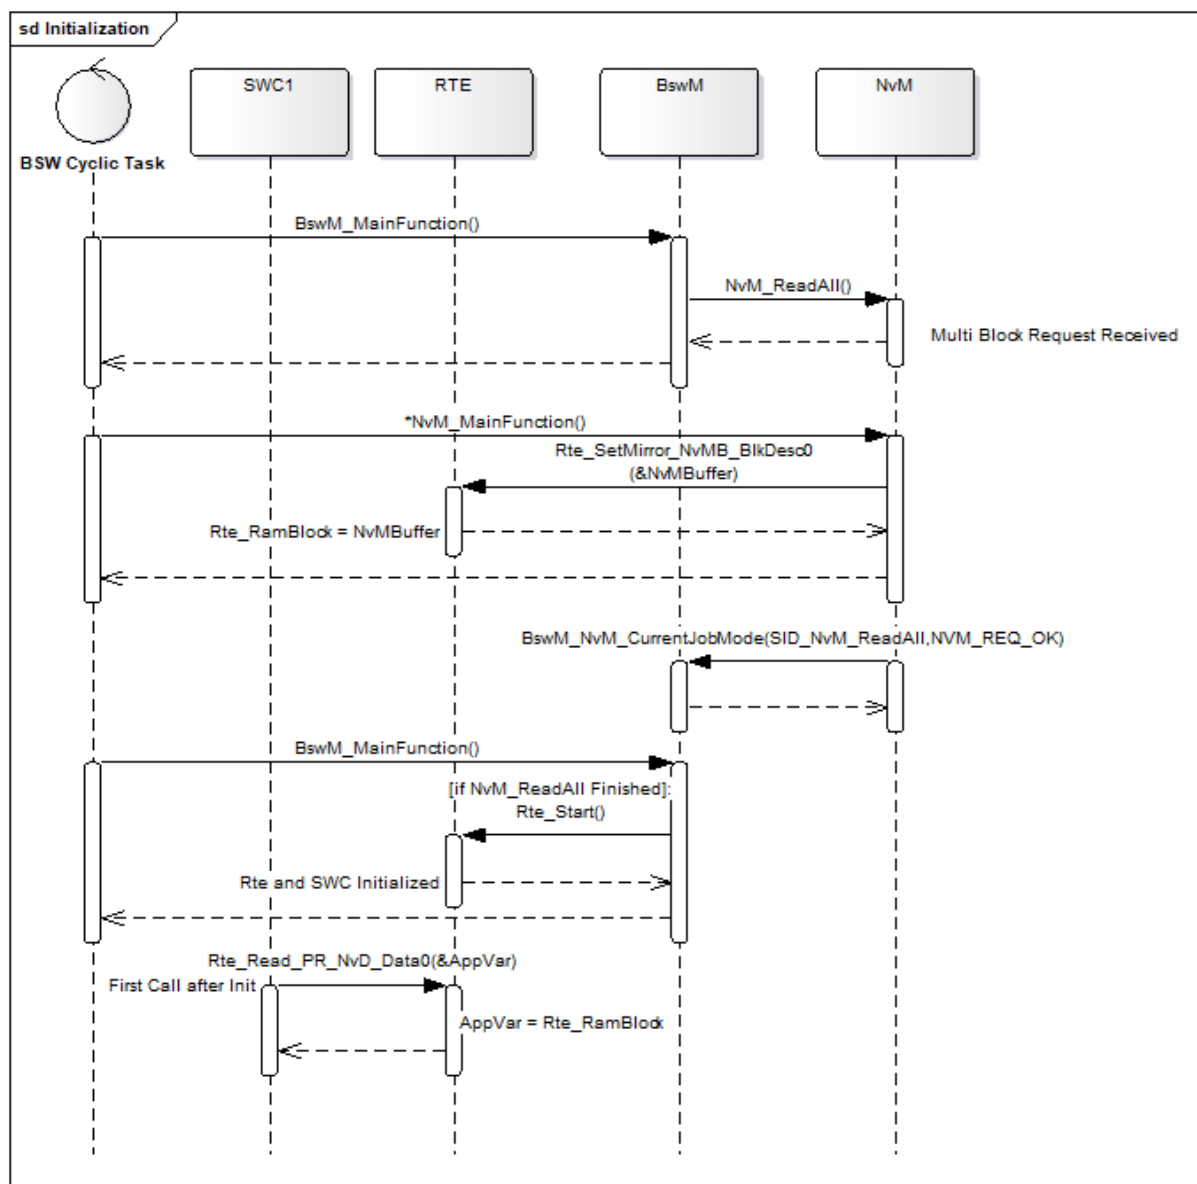 sd Initialization
SWC1
RTE
BswM
NvM
BSW Cyclic Task
BswM_MainFunction()
NvM_ReadAll()
Multi Block Request Received
*NvM_MainFunction()
Rte_SetMirror_NvMB_BlkDesc0
(&NvMBuffer)
Rte_RamBlock = NvMBuffer
BswM_NvM_CurrentJobMode(SID_NvM_ReadAll,NVM_REQ_OK)
BswM_MainFunction()
[if NvM_ReadAll Finished]:
Rte_Start()
Rte and SWC Initialized
Rte_Read_PR_NvD_Data0(&AppVar)
First Call after Init
AppVar = Rte_RamBlock